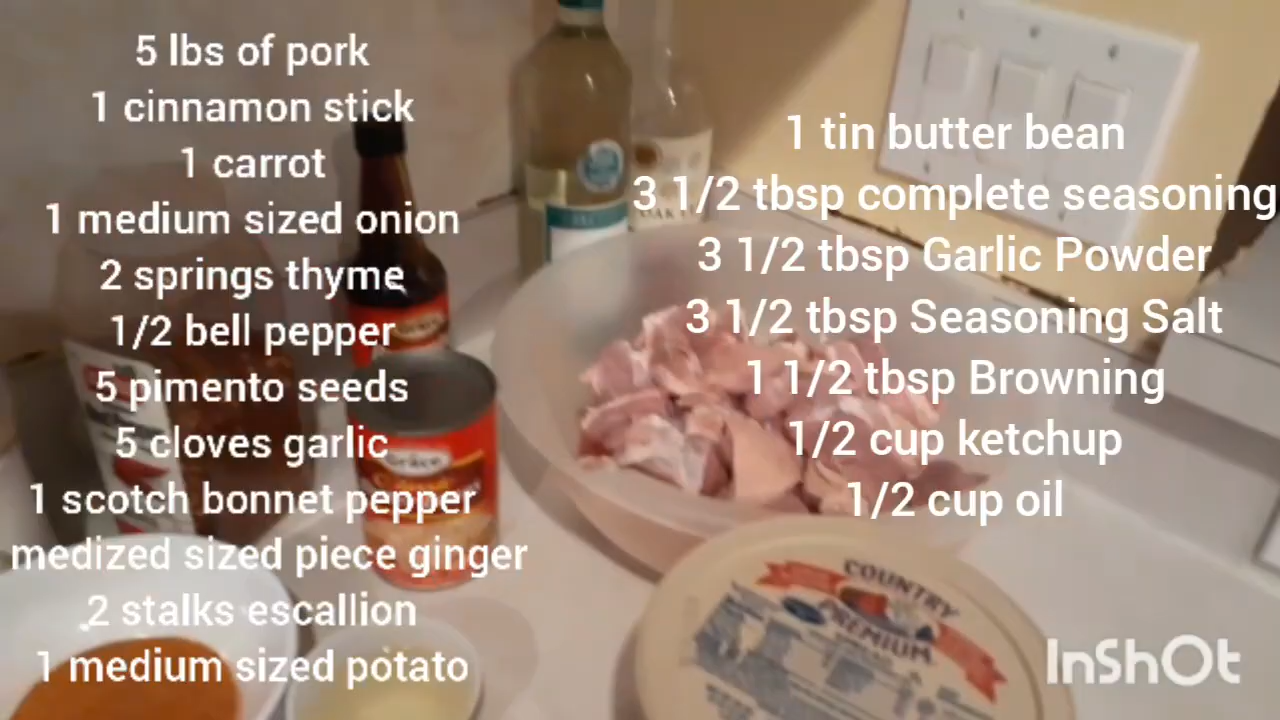 5 lbs of pork
1 cinnamon stick
1 carrot
1 medium sized onion
2 springs thyme
1/2 bell pepper
5 pimento seeds
5 cloves garlic
1 scotch bonnet pepper
medized sized piece ginger
2 stalks escallion
1 medium sized potato
1 tin butter bean
3 1/2 tbsp complete seasoning
3 1/2 tbsp Garlic Powder
3 1/2 tbsp Seasoning Salt
1 1/2 tbsp Browning
1/2 cup ketchup
1/2 cup oil
Grace
COUNTRY
PREMIUM
InShOt